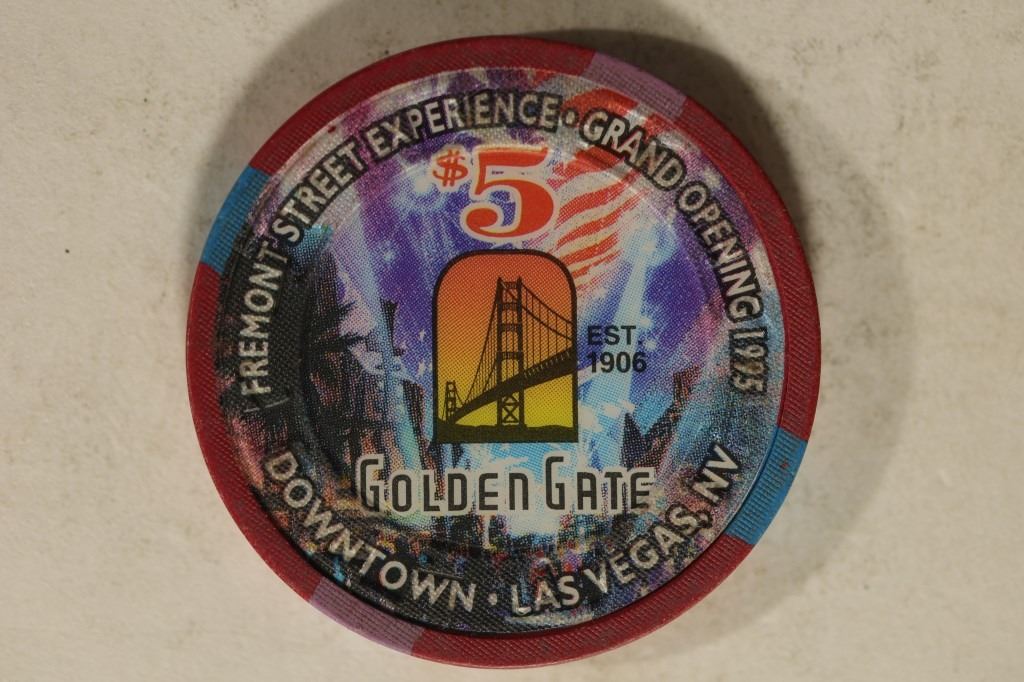 FREMONT STREET EXPERIENCE • GRAND OPENING 1995
$5
EST.
1906
GOLDEN GATE
DOWNTOWN • LAS VEGAS, NV